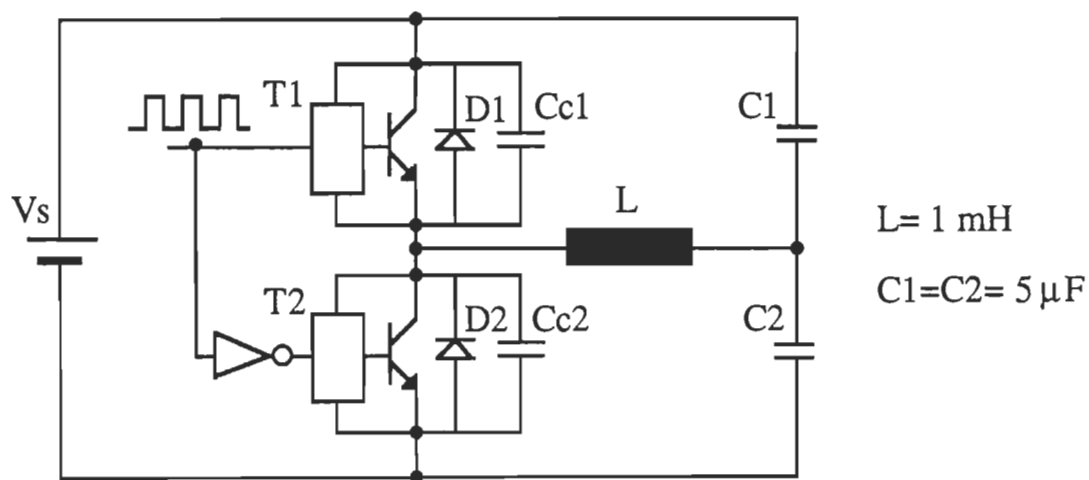 T1
D1
Cc1
C1
Vs
L
L= 1 mH
C1=C2= 5 µF
T2
D2
Cc2
C2